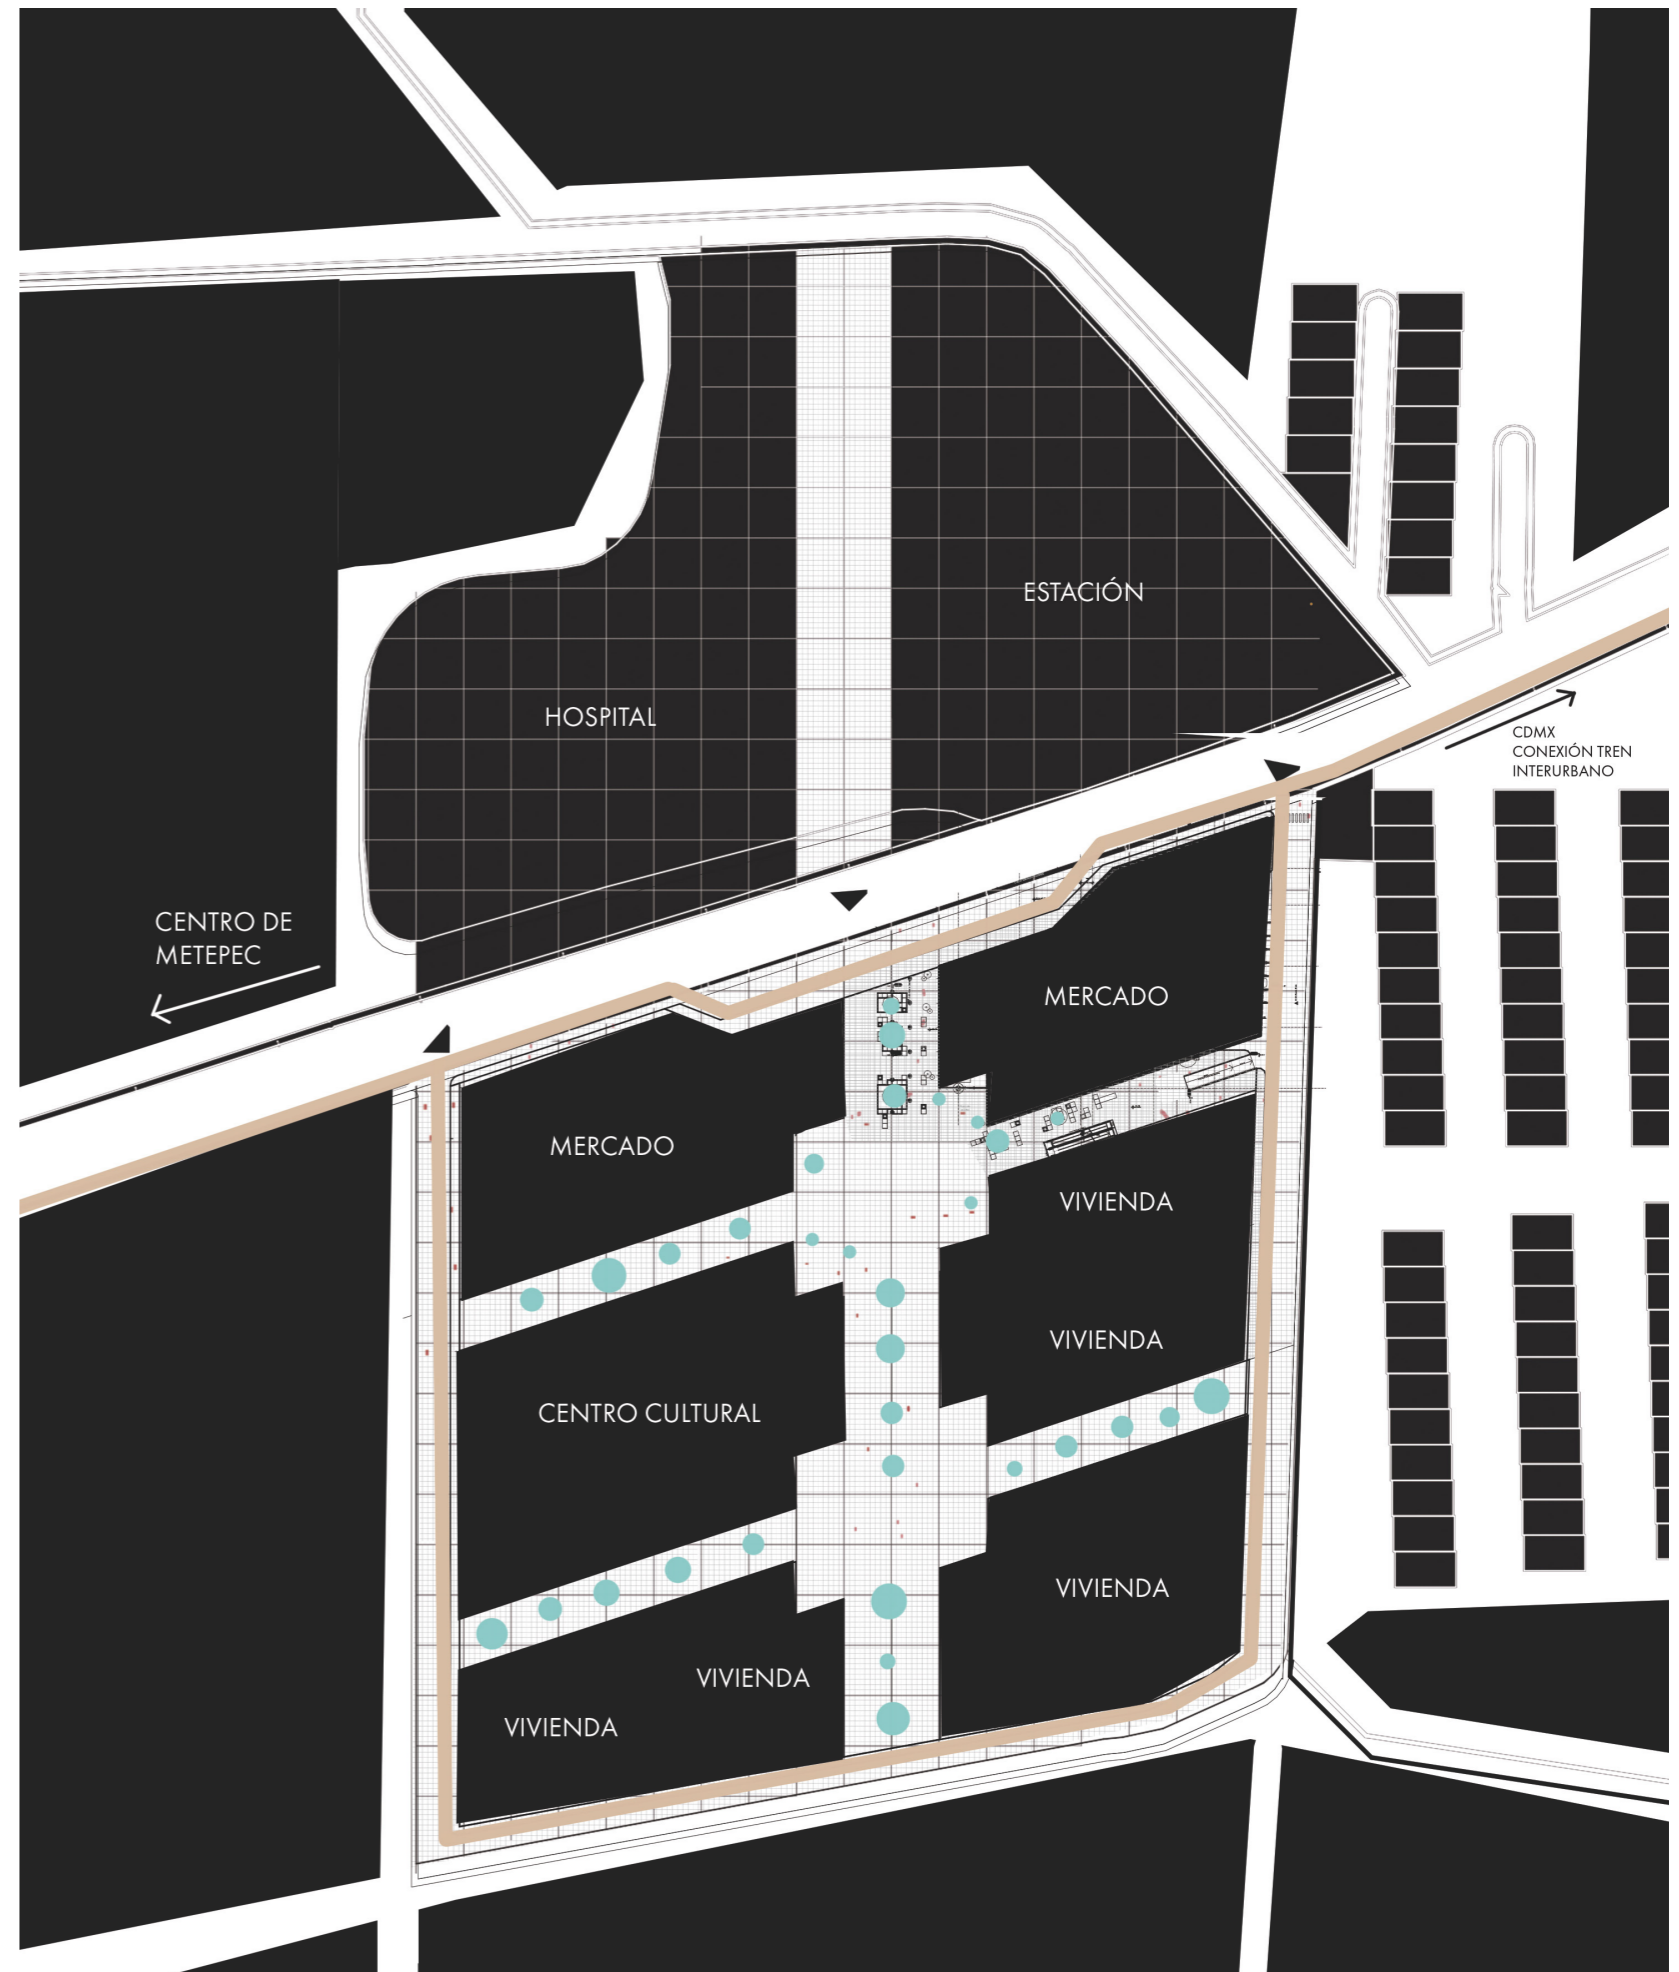 ESTACIÓN
HOSPITAL
CDMX
CONEXIÓN TREN
INTERURBANO
CENTRO DE
METEPEC
MERCADO
MERCADO
VIVIENDA
VIVIENDA
CENTRO CULTURAL
VIVIENDA
VIVIENDA
VIVIENDA